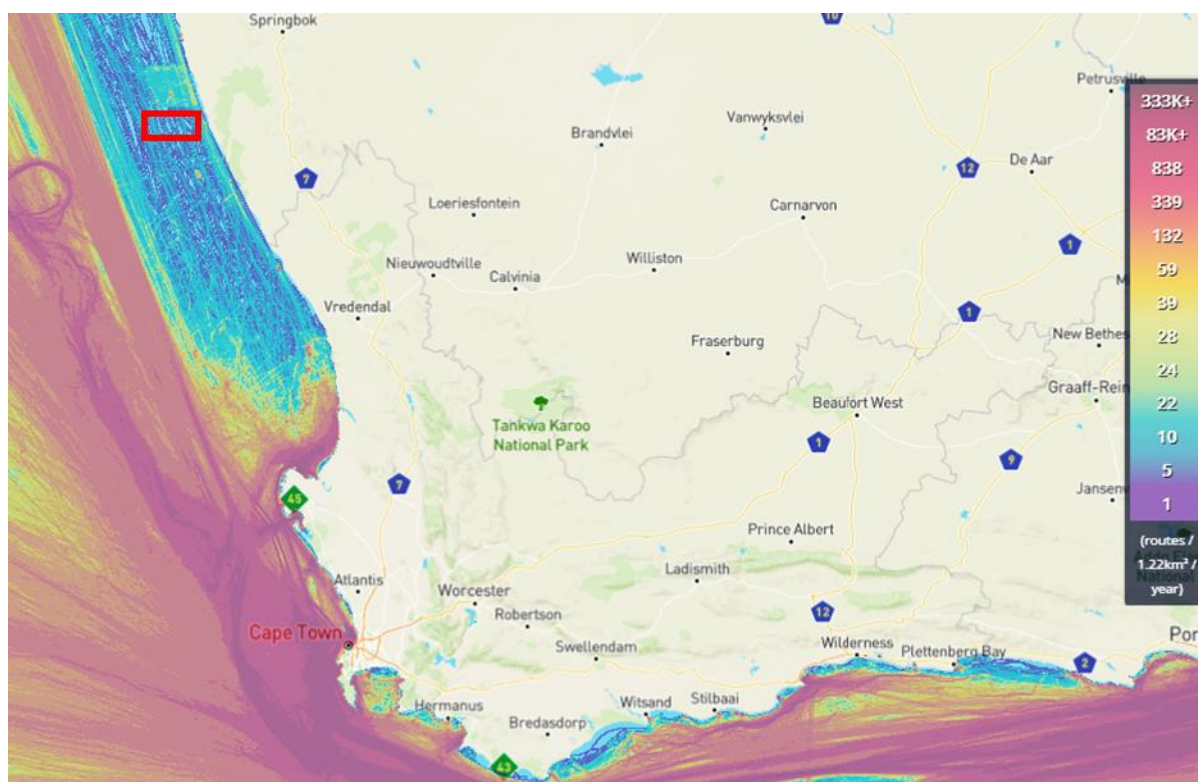 Springbok
10
Petrusville
Brandvlei
Vanwyksvlei
De Aar
12
7
Loeriesfontein
Carnarvon
1
Nieuwoudtville
Calvinia
Williston
Vredendal
1
Fraserburg
New Bethes
Graaff-Rein
Tankwa Karoo
National Park
Beaufort West
1
9
45
7
Jansenv
Prince Albert
Ladismith
Atlantis
Worcester
Robertson
12
Cape Town
Swellendam
Wilderness
Plettenberg Bay
2
Por
Hermanus
Witsand
Stilbaai
Bredasdorp
43
333K+
83K+
838
339
132
59
39
28
24
22
10
5
1
(routes /
1.22km² /
year)